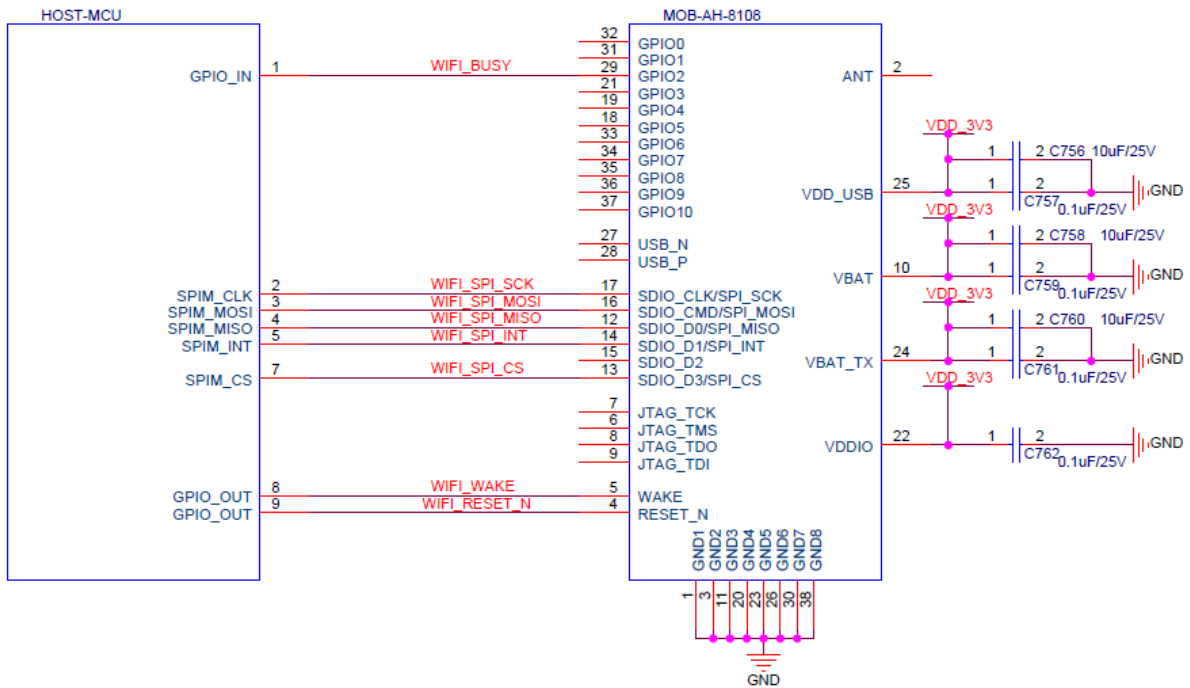 HOST-MCU
GPIO_IN 1
SPIM_CLK 2
SPIM_MOSI 3
SPIM_MISO 4
SPIM_INT 5
SPIM_CS 7
GPIO_OUT 8
GPIO_OUT 9
WIFI_BUSY
WIFI_SPI_SCK
WIFI_SPI_MOSI
WIFI_SPI_MISO
WIFI_SPI_INT
WIFI_SPI_CS
WIFI_WAKE
WIFI_RESET_N
MOB-AH-8108
32 GPIO0
31 GPIO1
29 GPIO2
21 GPIO3
19 GPIO4
18 GPIO5
33 GPIO6
34 GPIO7
35 GPIO8
36 GPIO9
37 GPIO10
27 USB_N
28 USB_P
17 SDIO_CLK/SPI_SCK
16 SDIO_CMD/SPI_MOSI
12 SDIO_D0/SPI_MISO
14 SDIO_D1/SPI_INT
15 SDIO_D2
13 SDIO_D3/SPI_CS
7 JTAG_TCK
6 JTAG_TMS
8 JTAG_TDO
9 JTAG_TDI
5 WAKE
4 RESET_N
GND1 GND2 GND3 GND4 GND5 GND6 GND7 GND8
1 3 11 20 23 26 30 38
GND
ANT 2
VDD_3V3
1 2 C756 10uF/25V
VDD_USB 25 1 2 GND
C757 0.1uF/25V
VDD_3V3
1 2 C758 10uF/25V
VBAT 10 1 2 GND
C759 0.1uF/25V
VDD_3V3
1 2 C760 10uF/25V
VBAT_TX 24 1 2 GND
C761 0.1uF/25V
VDD_3V3
VDDIO 22 1 2 GND
C762 0.1uF/25V